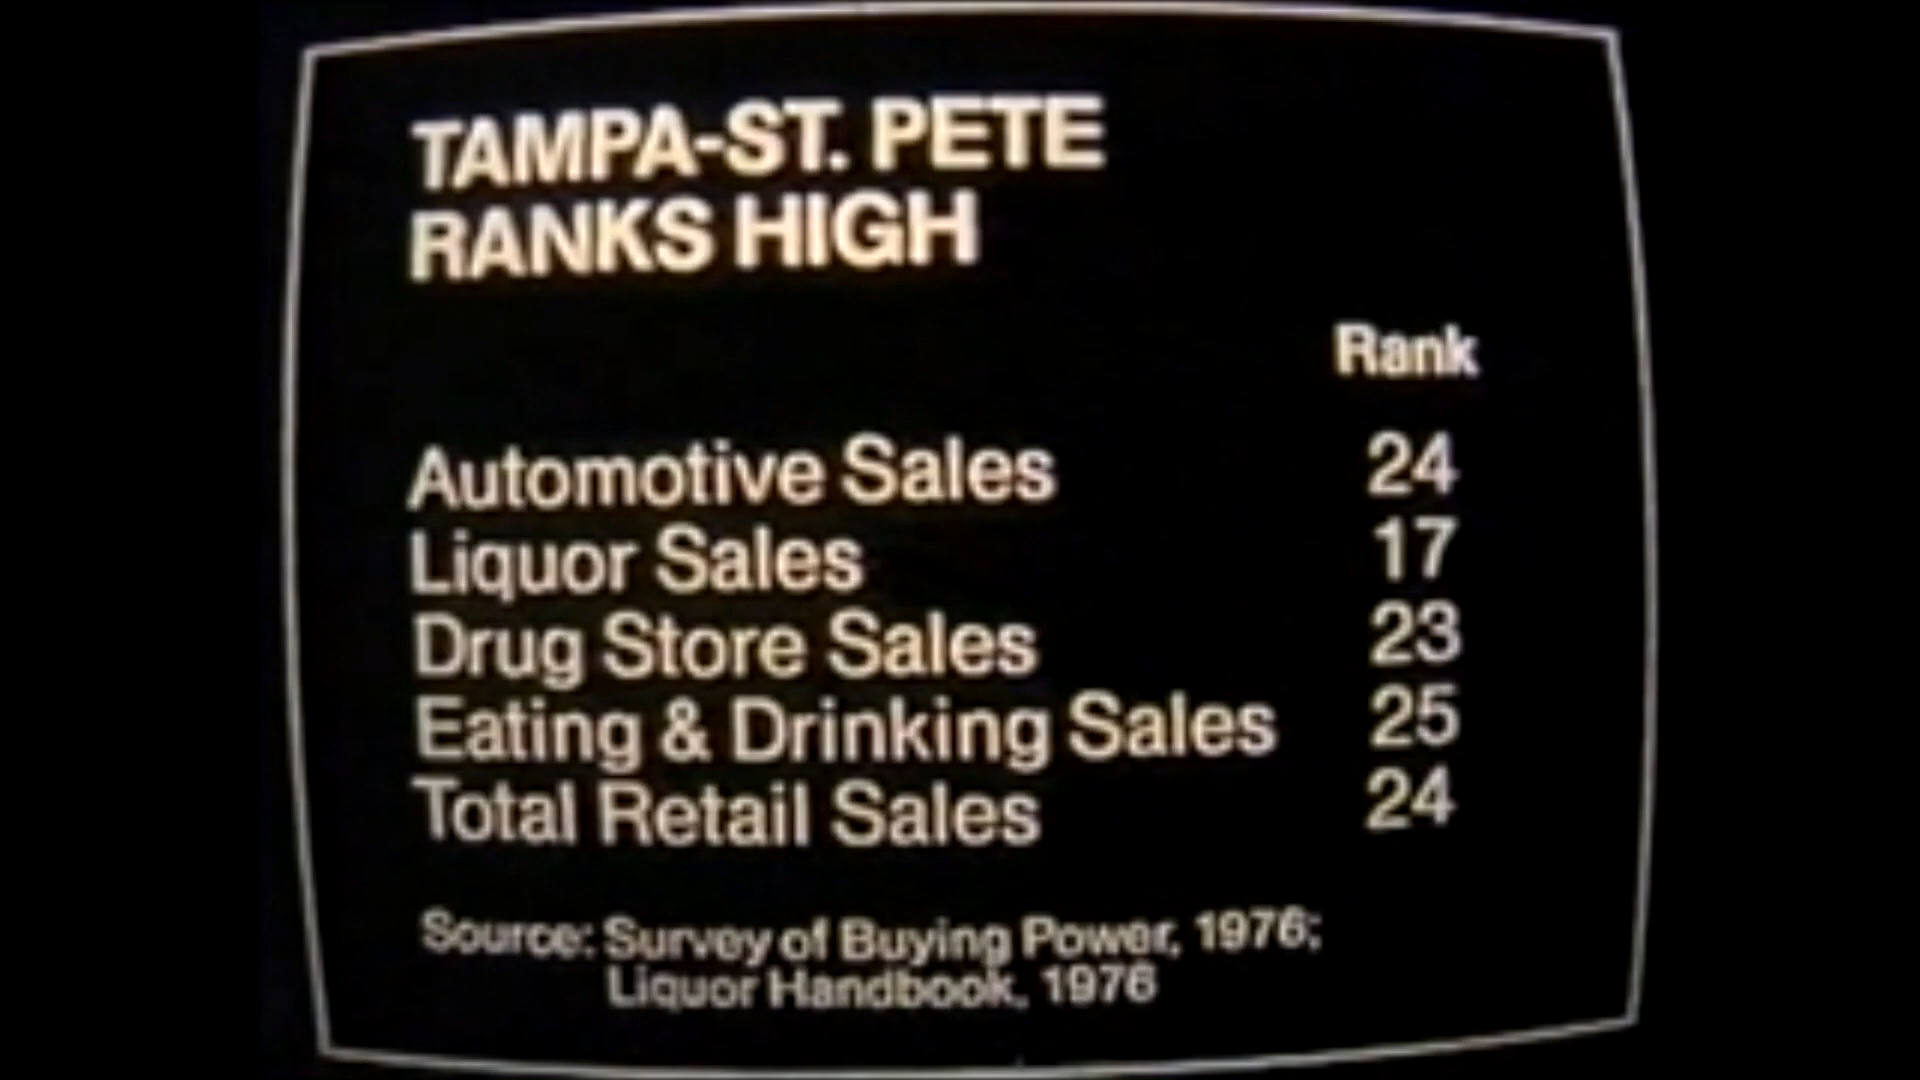 TAMPA-ST. PETE
RANKS HIGH
Rank
Automotive Sales 24
Liquor Sales 17
Drug Store Sales 23
Eating & Drinking Sales 25
Total Retail Sales 24
Source: Survey of Buying Power, 1976;
Liquor Handbook, 1976